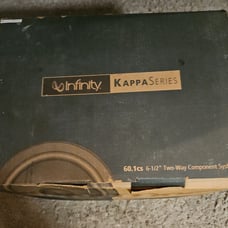 Infinity KAPPASERIES
60.1cs 6-1/2" Two-Way Component Sys